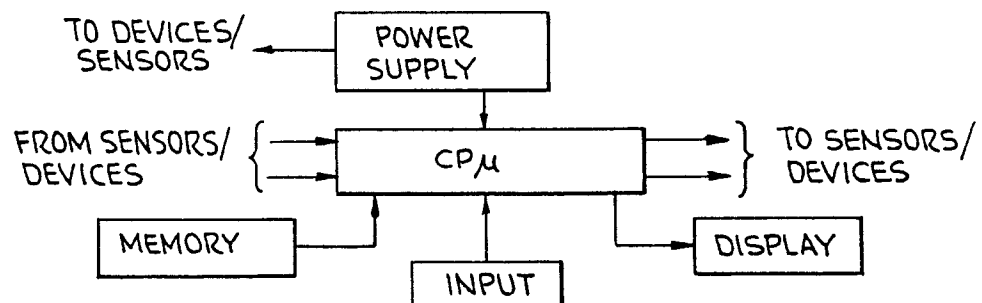 TO DEVICES/
SENSORS
POWER
SUPPLY
FROM SENSORS/
DEVICES
CPμ
TO SENSORS/
DEVICES
MEMORY
INPUT
DISPLAY